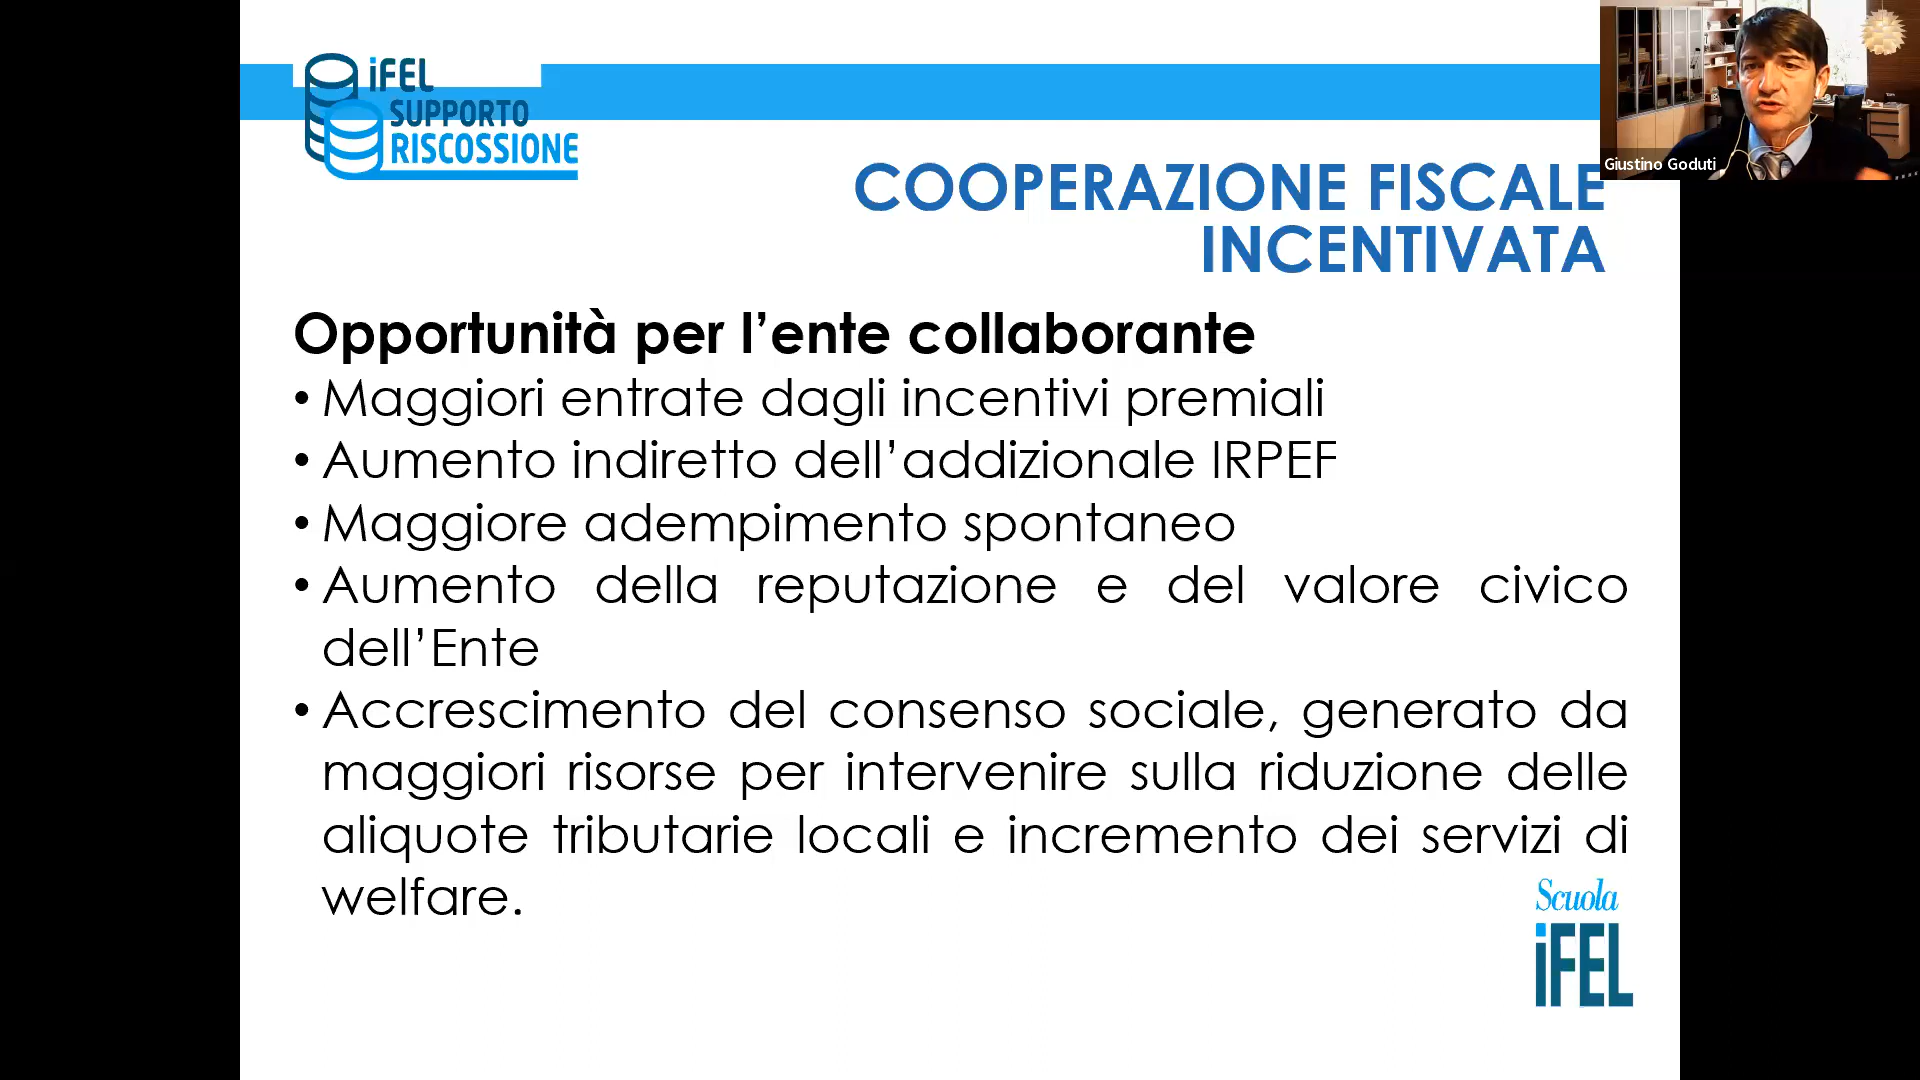 iFEL
SUPPORTO
RISCOSSIONE
Giustino Goduti
COOPERAZIONE FISCALE
INCENTIVATA
Opportunità per l’ente collaborante
• Maggiori entrate dagli incentivi premiali
• Aumento indiretto dell’addizionale IRPEF
• Maggiore adempimento spontaneo
• Aumento della reputazione e del valore civico
dell’Ente
• Accrescimento del consenso sociale, generato da
maggiori risorse per intervenire sulla riduzione delle
aliquote tributarie locali e incremento dei servizi di
welfare.
Scuola
iFEL